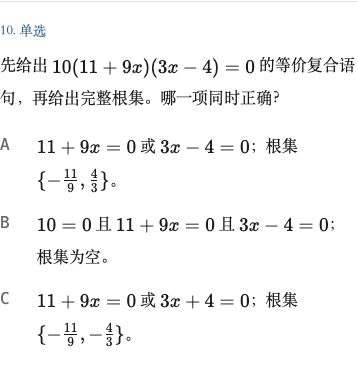 10. 单选
先给出 10(11 + 9x)(3x − 4) = 0 的等价复合语
句，再给出完整根集。哪一项同时正确？
A 11 + 9x = 0 或 3x − 4 = 0；根集
{−11/9, 4/3}。
B 10 = 0 且 11 + 9x = 0 且 3x − 4 = 0；
根集为空。
C 11 + 9x = 0 或 3x + 4 = 0；根集
{−11/9, −4/3}。